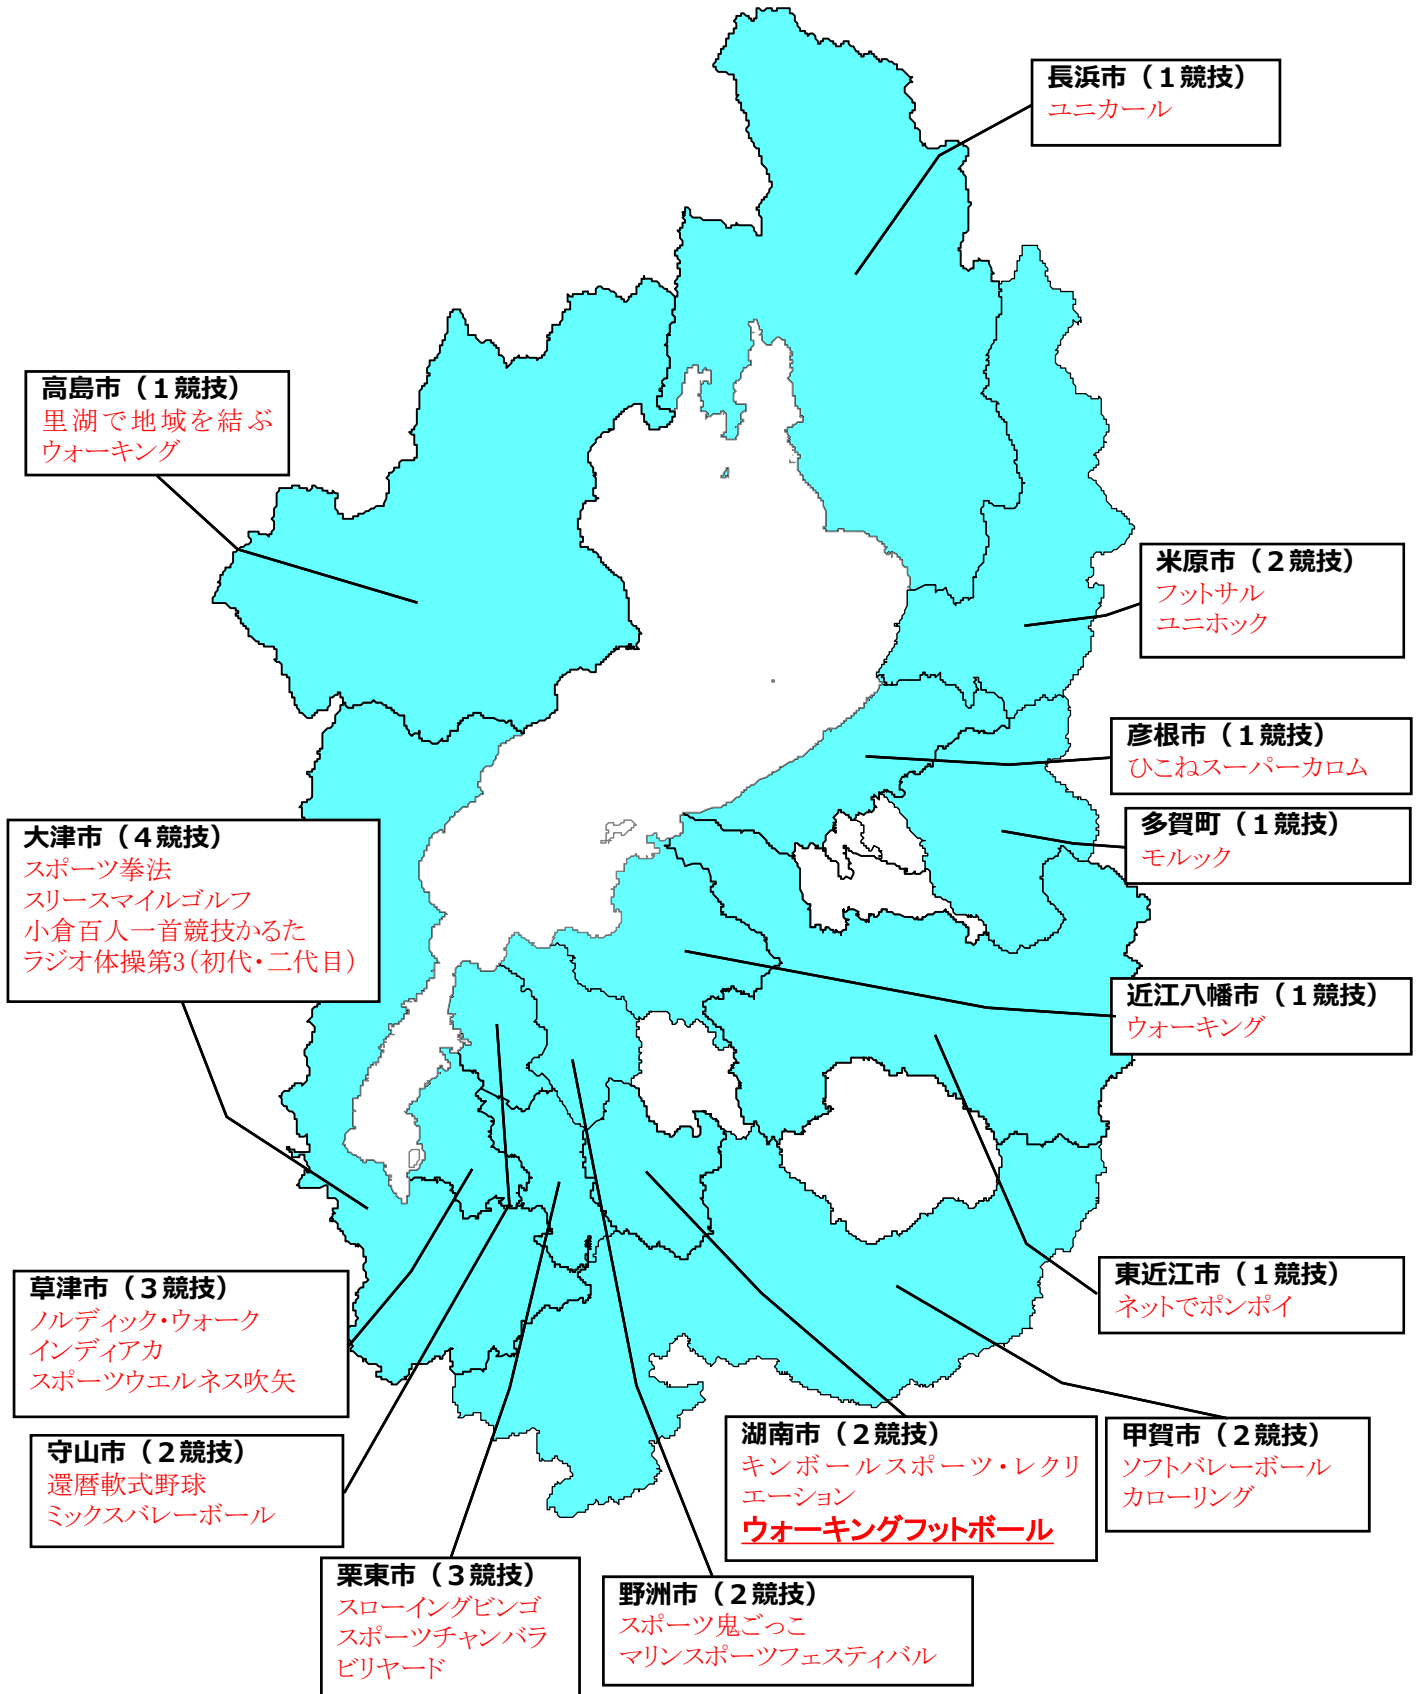 長浜市（１競技）
ユニカール
高島市（１競技）
里湖で地域を結ぶ
ウォーキング
米原市（２競技）
フットサル
ユニホック
彦根市（１競技）
ひこねスーパーカロム
多賀町（１競技）
モルック
大津市（４競技）
スポーツ拳法
スリースマイルゴルフ
小倉百人一首競技かるた
ラジオ体操第3（初代・二代目）
近江八幡市（１競技）
ウォーキング
東近江市（１競技）
ネットでポンポイ
草津市（３競技）
ノルディック・ウォーク
インディアカ
スポーツウエルネス吹矢
守山市（２競技）
還暦軟式野球
ミックスバレーボール
湖南市（２競技）
キンボールスポーツ・レクリ
エーション
ウォーキングフットボール
甲賀市（２競技）
ソフトバレーボール
カローリング
栗東市（３競技）
スローイングビンゴ
スポーツチャンバラ
ビリヤード
野洲市（２競技）
スポーツ鬼ごっこ
マリンスポーツフェスティバル